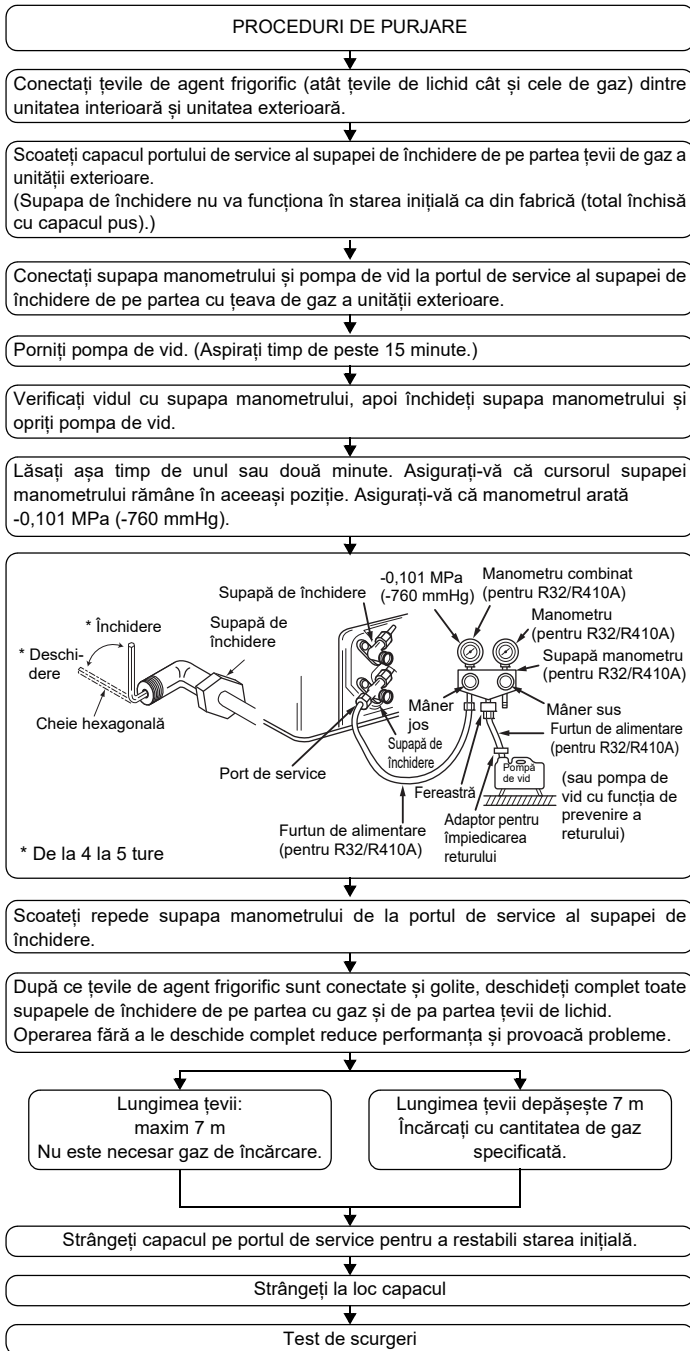 PROCEDURI DE PURJARE
Conectați țevile de agent frigorific (atât țevile de lichid cât și cele de gaz) dintre
unitatea interioară și unitatea exterioară.
Scoateți capacul portului de service al supapei de închidere de pe partea țevii de gaz a
unității exterioare.
(Supapa de închidere nu va funcționa în starea inițială ca din fabrică (total închisă
cu capacul pus).)
Conectați supapa manometrului și pompa de vid la portul de service al supapei de
închidere de pe partea cu țeava de gaz a unității exterioare.
Porniți pompa de vid. (Aspirați timp de peste 15 minute.)
Verificați vidul cu supapa manometrului, apoi închideți supapa manometrului și
opriți pompa de vid.
Lăsați așa timp de unul sau două minute. Asigurați-vă că cursorul supapei
manometrului rămâne în aceeași poziție. Asigurați-vă că manometrul arată
-0,101 MPa (-760 mmHg).
* Închidere
* Deschi-
dere
Cheie hexagonală
Supapă de
închidere
Supapă de închidere
-0,101 MPa
(-760 mmHg)
Manometru combinat
(pentru R32/R410A)
Manometru
(pentru R32/R410A)
Supapă manometru
(pentru R32/R410A)
Mâner
jos
Mâner sus
Supapă de
închidere
Port de service
Furtun de alimentare
(pentru R32/R410A)
Fereastră
Pompă
de vid
(sau pompa de
vid cu funcția de
prevenire a
returului)
Adaptor pentru
împiedicarea
returului
Furtun de alimentare
(pentru R32/R410A)
* De la 4 la 5 ture
Scoateți repede supapa manometrului de la portul de service al supapei de
închidere.
După ce țevile de agent frigorific sunt conectate și golite, deschideți complet toate
supapele de închidere de pe partea cu gaz și de pa partea țevii de lichid.
Operarea fără a le deschide complet reduce performanța și provoacă probleme.
Lungimea țevii:
maxim 7 m
Nu este necesar gaz de încărcare.
Lungimea țevii depășește 7 m
Încărcați cu cantitatea de gaz
specificată.
Strângeți capacul pe portul de service pentru a restabili starea inițială.
Strângeți la loc capacul
Test de scurgeri